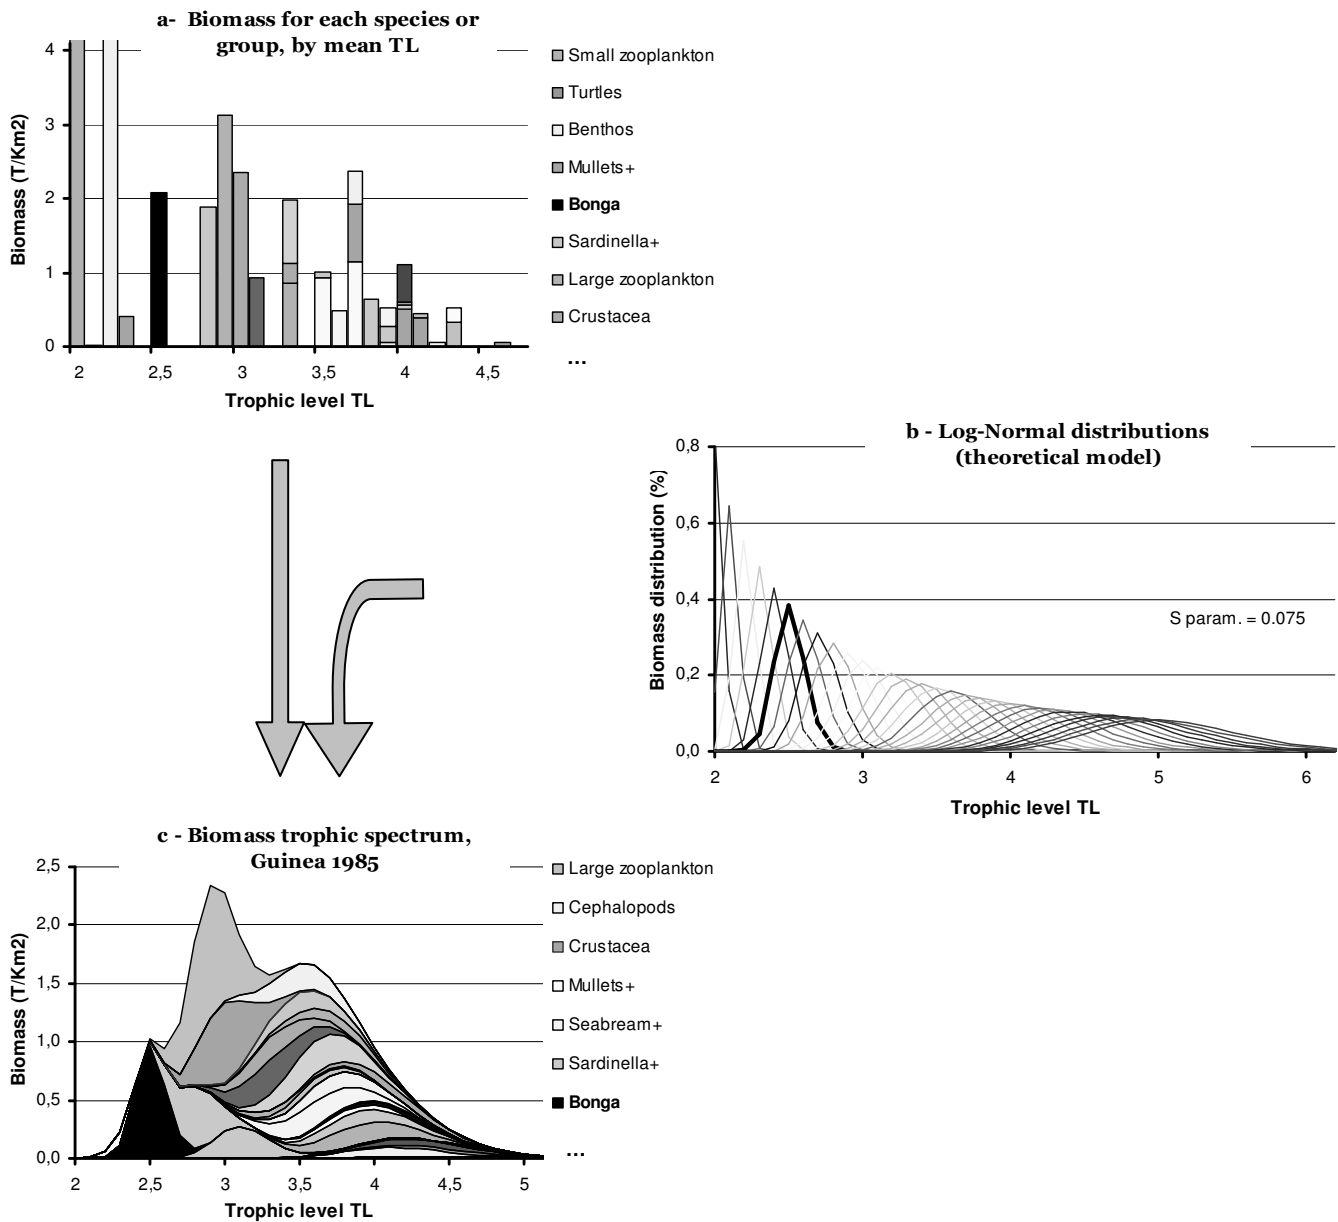 a-  Biomass for each species or
group, by mean TL
4
3
2
1
0
Biomass (T/Km2)
2
2,5
3
3,5
4
4,5
Trophic level TL
Small zooplankton
Turtles
Benthos
Mullets+
Bonga
Sardinella+
Large zooplankton
Crustacea
...
b - Log-Normal distributions
(theoretical model)
0,8
0,6
0,4
0,2
0,0
Biomass distribution (%)
S param. = 0.075
2
3
4
5
6
Trophic level TL
c - Biomass trophic spectrum,
Guinea 1985
2,5
2,0
1,5
1,0
0,5
0,0
Biomass (T/Km2)
2
2,5
3
3,5
4
4,5
5
Trophic level TL
Large zooplankton
Cephalopods
Crustacea
Mullets+
Seabream+
Sardinella+
Bonga
...